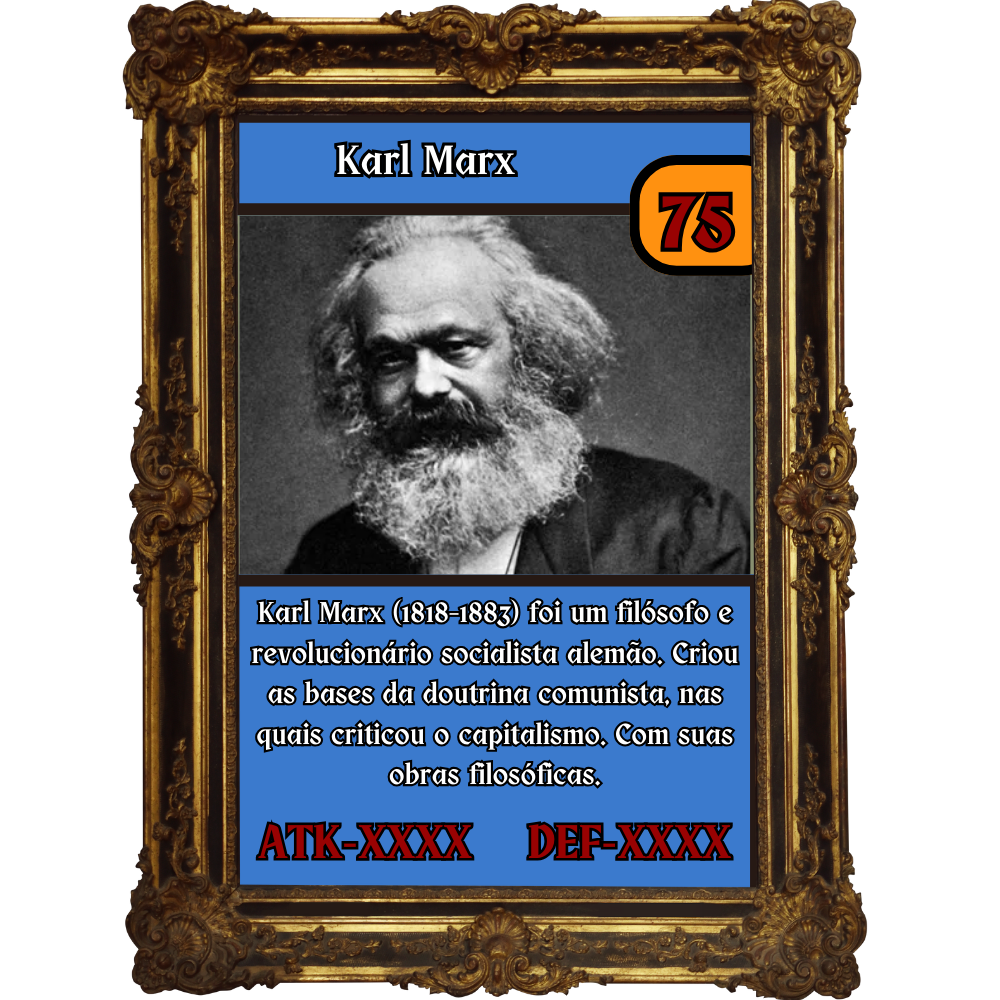 Karl Marx
75
Karl Marx (1818-1883) foi um filósofo e
revolucionário socialista alemão. Criou
as bases da doutrina comunista, nas
quais criticou o capitalismo. Com suas
obras filosóficas.
ATK-XXXX DEF-XXXX